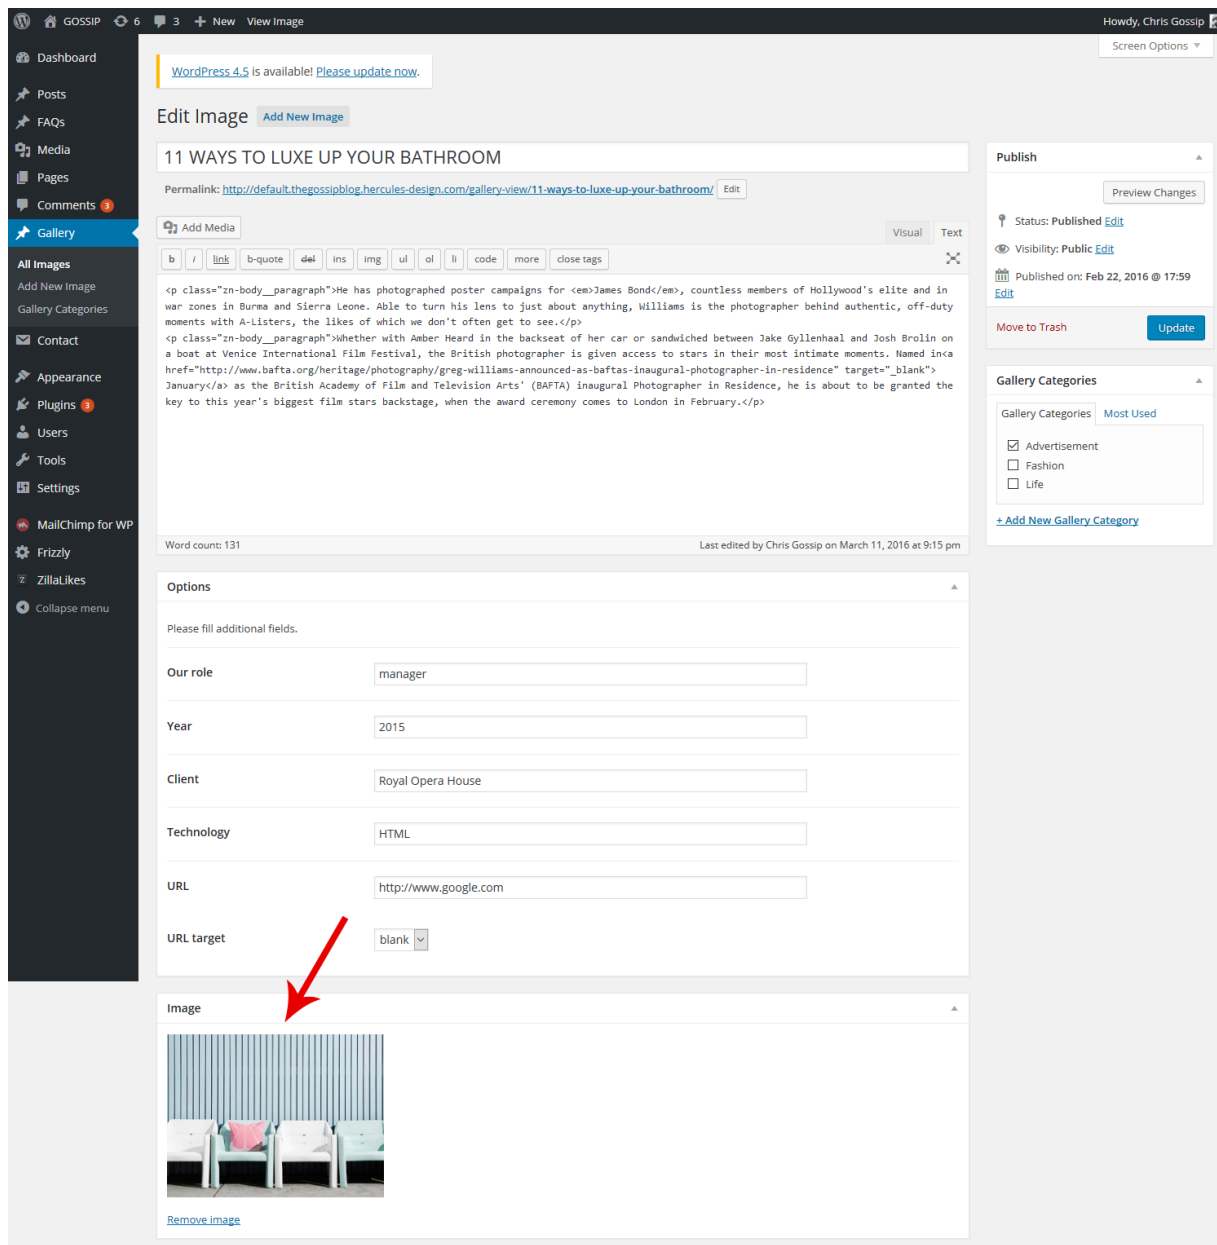 GOSSIP 6 3 New View Image Howdy, Chris Gossip
Screen Options
Dashboard
Posts
FAQs
Media
Pages
Comments 3
Gallery
All Images
Add New Image
Gallery Categories
Contact
Appearance
Plugins 3
Users
Tools
Settings
MailChimp for WP
Frizzly
Z ZillaLikes
Collapse menu
WordPress 4.5 is available! Please update now.
Edit Image Add New Image
11 WAYS TO LUXE UP YOUR BATHROOM
Permalink: http://default.thegossipblog.hercules-design.com/gallery-view/11-ways-to-luxe-up-your-bathroom/ Edit
Add Media
Visual Text
b i link b-quote del ins img ul ol li code more close tags
<p class="zn-body__paragraph">He has photographed poster campaigns for <em>James Bond</em>, countless members of Hollywood's elite and in
war zones in Burma and Sierra Leone. Able to turn his lens to just about anything, Williams is the photographer behind authentic, off-duty
moments with A-Listers, the likes of which we don't often get to see.</p>
<p class="zn-body__paragraph">Whether with Amber Heard in the backseat of her car or sandwiched between Jake Gyllenhaal and Josh Brolin on
a boat at Venice International Film Festival, the British photographer is given access to stars in their most intimate moments. Named in<a
href="http://www.bafta.org/heritage/photography/greg-williams-announced-as-baftas-inaugural-photographer-in-residence" target="_blank">
January</a> as the British Academy of Film and Television Arts' (BAFTA) inaugural Photographer in Residence, he is about to be granted the
key to this year's biggest film stars backstage, when the award ceremony comes to London in February.</p>
Word count: 131 Last edited by Chris Gossip on March 11, 2016 at 9:15 pm
Options
Please fill additional fields.
Our role manager
Year 2015
Client Royal Opera House
Technology HTML
URL http://www.google.com
URL target blank
Image
Remove image
Publish
Preview Changes
Status: Published Edit
Visibility: Public Edit
Published on: Feb 22, 2016 @ 17:59
Edit
Move to Trash Update
Gallery Categories
Gallery Categories Most Used
Advertisement
Fashion
Life
+ Add New Gallery Category